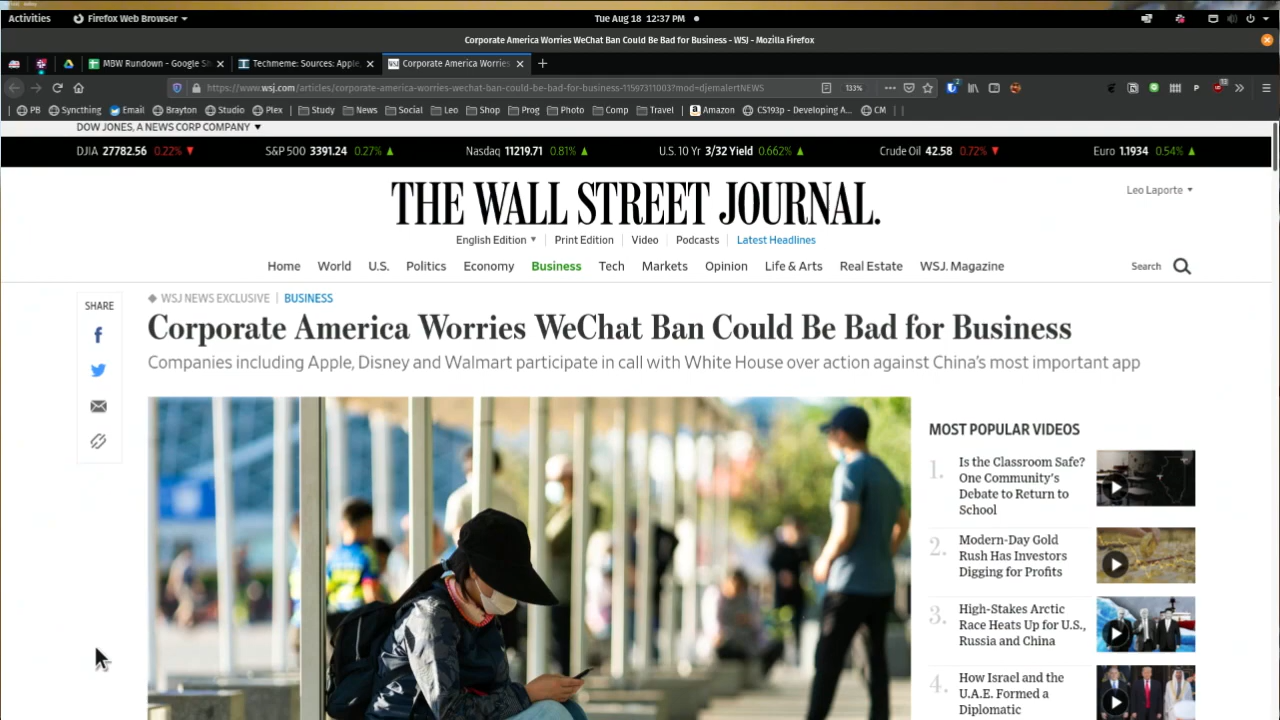 Activities Firefox Web Browser Tue Aug 18 12:37 PM
Corporate America Worries WeChat Ban Could Be Bad for Business - WSJ - Mozilla Firefox
MBW Rundown - Google Sh Techmeme: Sources: Apple, WSJ Corporate America Worries
https://www.wsj.com/articles/corporate-america-worries-wechat-ban-could-be-bad-for-business-11597311003?mod=djemalertNEWS 133%
PB Syncthing Email Brayton Studio Plex Study News Social Leo Shop Prog Photo Comp Travel Amazon CS193p - Developing A... CM
DOW JONES, A NEWS CORP COMPANY
DJIA 27782.56 0.22% S&P 500 3391.24 0.27% Nasdaq 11219.71 0.81% U.S. 10 Yr 3/32 Yield 0.662% Crude Oil 42.58 0.72% Euro 1.1934 0.54%
THE WALL STREET JOURNAL.
Leo Laporte
English Edition Print Edition Video Podcasts Latest Headlines
Home World U.S. Politics Economy Business Tech Markets Opinion Life & Arts Real Estate WSJ. Magazine Search
SHARE
WSJ NEWS EXCLUSIVE BUSINESS
Corporate America Worries WeChat Ban Could Be Bad for Business
Companies including Apple, Disney and Walmart participate in call with White House over action against China's most important app
MOST POPULAR VIDEOS
1. Is the Classroom Safe?
One Community's
Debate to Return to
School
2. Modern-Day Gold
Rush Has Investors
Digging for Profits
3. High-Stakes Arctic
Race Heats Up for U.S.,
Russia and China
4. How Israel and the
U.A.E. Formed a
Diplomatic